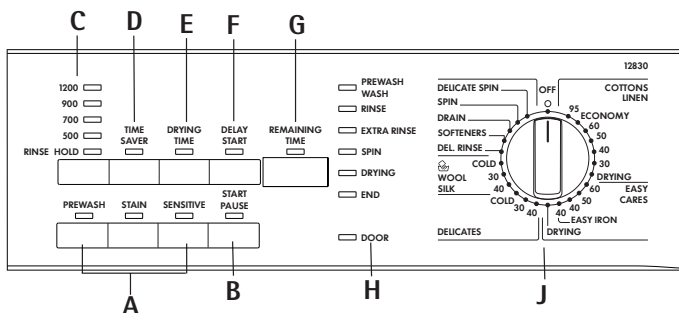 C
D
E
F
G
12830
1200
900
700
500
RINSE HOLD
TIME
SAVER
DRYING
TIME
DELAY
START
REMAINING
TIME
PREWASH
STAIN
SENSITIVE
START
PAUSE
A
B
PREWASH
WASH
RINSE
EXTRA RINSE
SPIN
DRYING
END
DOOR
H
OFF
DELICATE SPIN
SPIN
DRAIN
SOFTENERS
DEL. RINSE
COLD
30
WOOL
40
SILK
COLD
30
40
DELICATES
COTTONS
LINEN
95
ECONOMY
60
50
40
30
DRYING
60
EASY
CARES
50
40
40
EASY IRON
DRYING
J